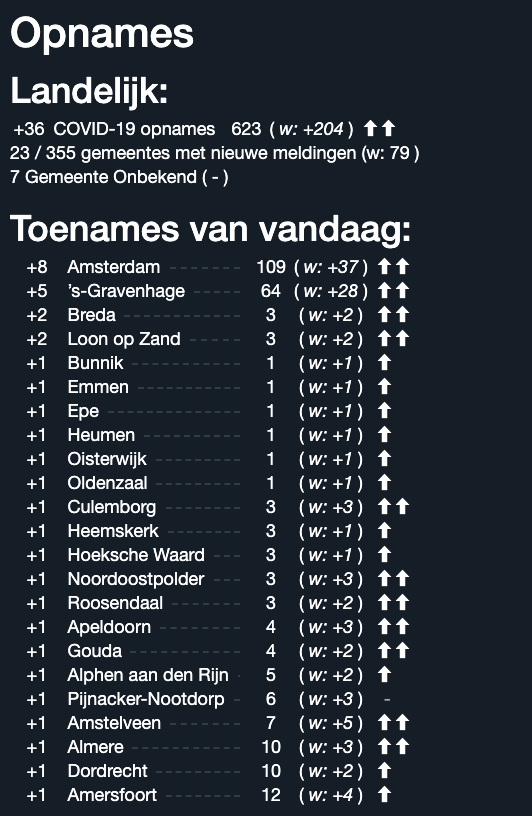 Opnames
Landelijk:
+36 COVID-19 opnames 623 ( w: +204 ) ⬆⬆
23 / 355 gemeentes met nieuwe meldingen (w: 79 )
7 Gemeente Onbekend ( - )
Toenames van vandaag:
+8 Amsterdam ------- 109 ( w: +37 ) ⬆⬆
+5 's-Gravenhage ----- 64 ( w: +28 ) ⬆⬆
+2 Breda ---------- 3 ( w: +2 ) ⬆⬆
+2 Loon op Zand ----- 3 ( w: +2 ) ⬆⬆
+1 Bunnik --------- 1 ( w: +1 ) ⬆
+1 Emmen --------- 1 ( w: +1 ) ⬆
+1 Epe ----------- 1 ( w: +1 ) ⬆
+1 Heumen -------- 1 ( w: +1 ) ⬆
+1 Oisterwijk ------- 1 ( w: +1 ) ⬆
+1 Oldenzaal ------- 1 ( w: +1 ) ⬆
+1 Culemborg ------ 3 ( w: +3 ) ⬆⬆
+1 Heemskerk ------ 3 ( w: +1 ) ⬆
+1 Hoeksche Waard --- 3 ( w: +1 ) ⬆
+1 Noordoostpolder --- 3 ( w: +3 ) ⬆⬆
+1 Roosendaal ------ 3 ( w: +2 ) ⬆⬆
+1 Apeldoorn ------- 4 ( w: +3 ) ⬆⬆
+1 Gouda ---------- 4 ( w: +2 ) ⬆⬆
+1 Alphen aan den Rijn - 5 ( w: +2 ) ⬆
+1 Pijnacker-Nootdorp - 6 ( w: +3 ) -
+1 Amstelveen ------ 7 ( w: +5 ) ⬆⬆
+1 Almere --------- 10 ( w: +3 ) ⬆⬆
+1 Dordrecht ------- 10 ( w: +2 ) ⬆
+1 Amersfoort ------ 12 ( w: +4 ) ⬆